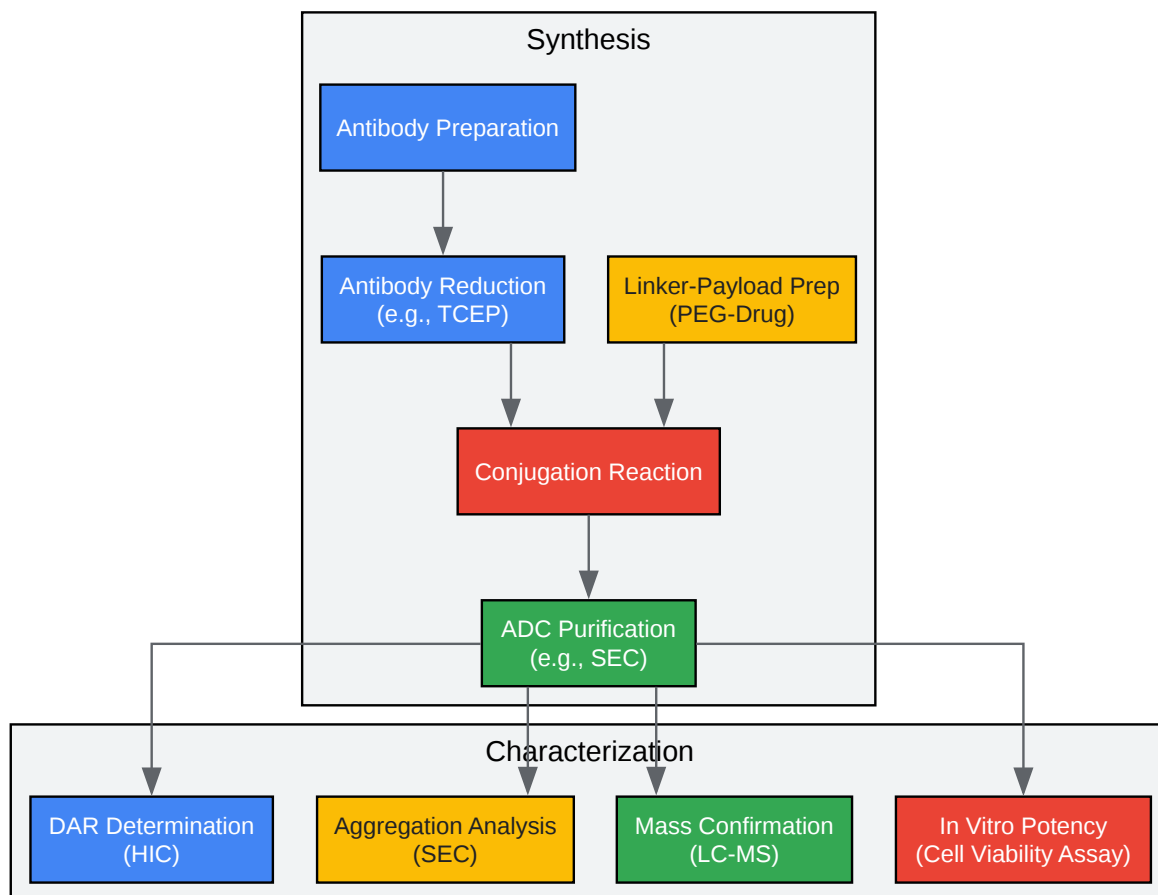 Synthesis
Antibody Preparation
Antibody Reduction
(e.g., TCEP)
Linker-Payload Prep
(PEG-Drug)
Conjugation Reaction
ADC Purification
(e.g., SEC)
Characterization
DAR Determination
(HIC)
Aggregation Analysis
(SEC)
Mass Confirmation
(LC-MS)
In Vitro Potency
(Cell Viability Assay)